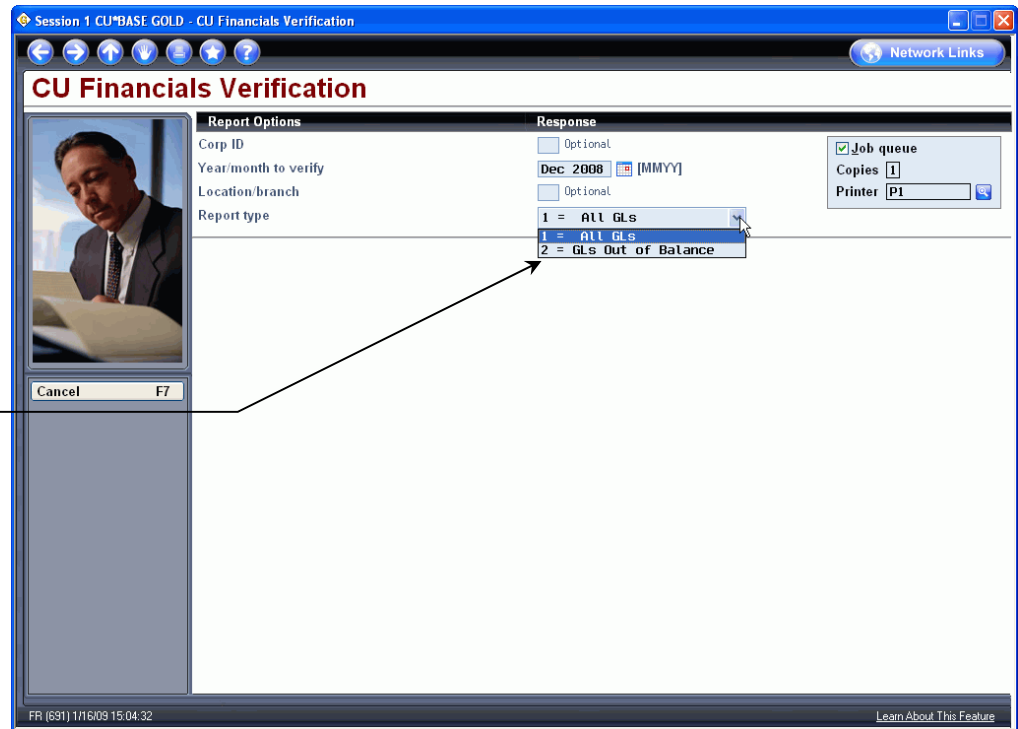 Session 1 CU*BASE GOLD - CU Financials Verification
Network Links
CU Financials Verification
Report Options Response
Corp ID Optional
Year/month to verify Dec 2008 [MMYY]
Location/branch Optional
Report type 1 = All GLs
1 = All GLs
2 = GLs Out of Balance
Job queue
Copies 1
Printer P1
Cancel F7
FR (691) 1/16/09 15:04:32
Learn About This Feature